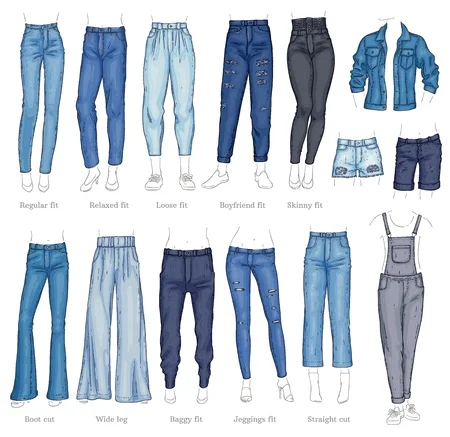 Regular fit Relaxed fit Loose fit Boyfriend fit Skinny fit
Boot cut Wide leg Baggy fit Jeggings fit Straight cut